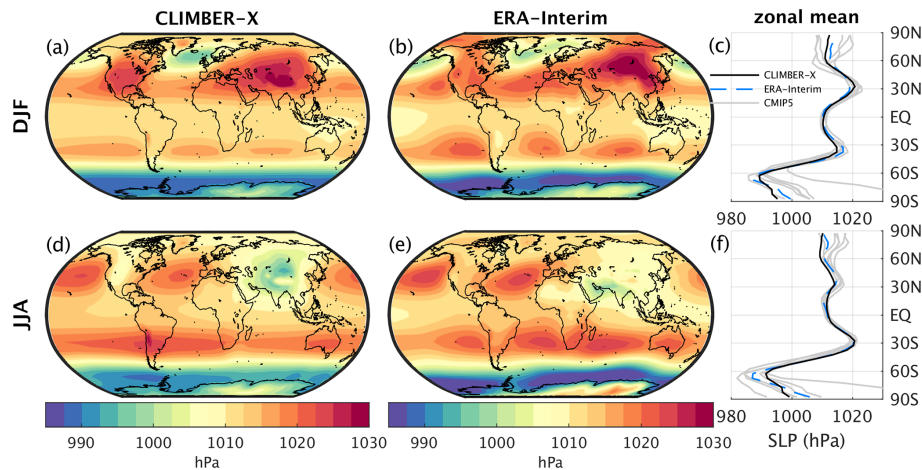 CLIMBER-X ERA-Interim zonal mean
(a) (b) (c) 90N
60N
CLIMBER-X
ERA-Interim 30N
CMIP5
DJF EQ
30S
60S
980 1000 1020 90S
(d) (e) (f) 90N
60N
30N
JJA EQ
30S
60S
990 1000 1010 1020 1030 990 1000 1010 1020 1030 980 1000 1020 90S
hPa hPa SLP (hPa)